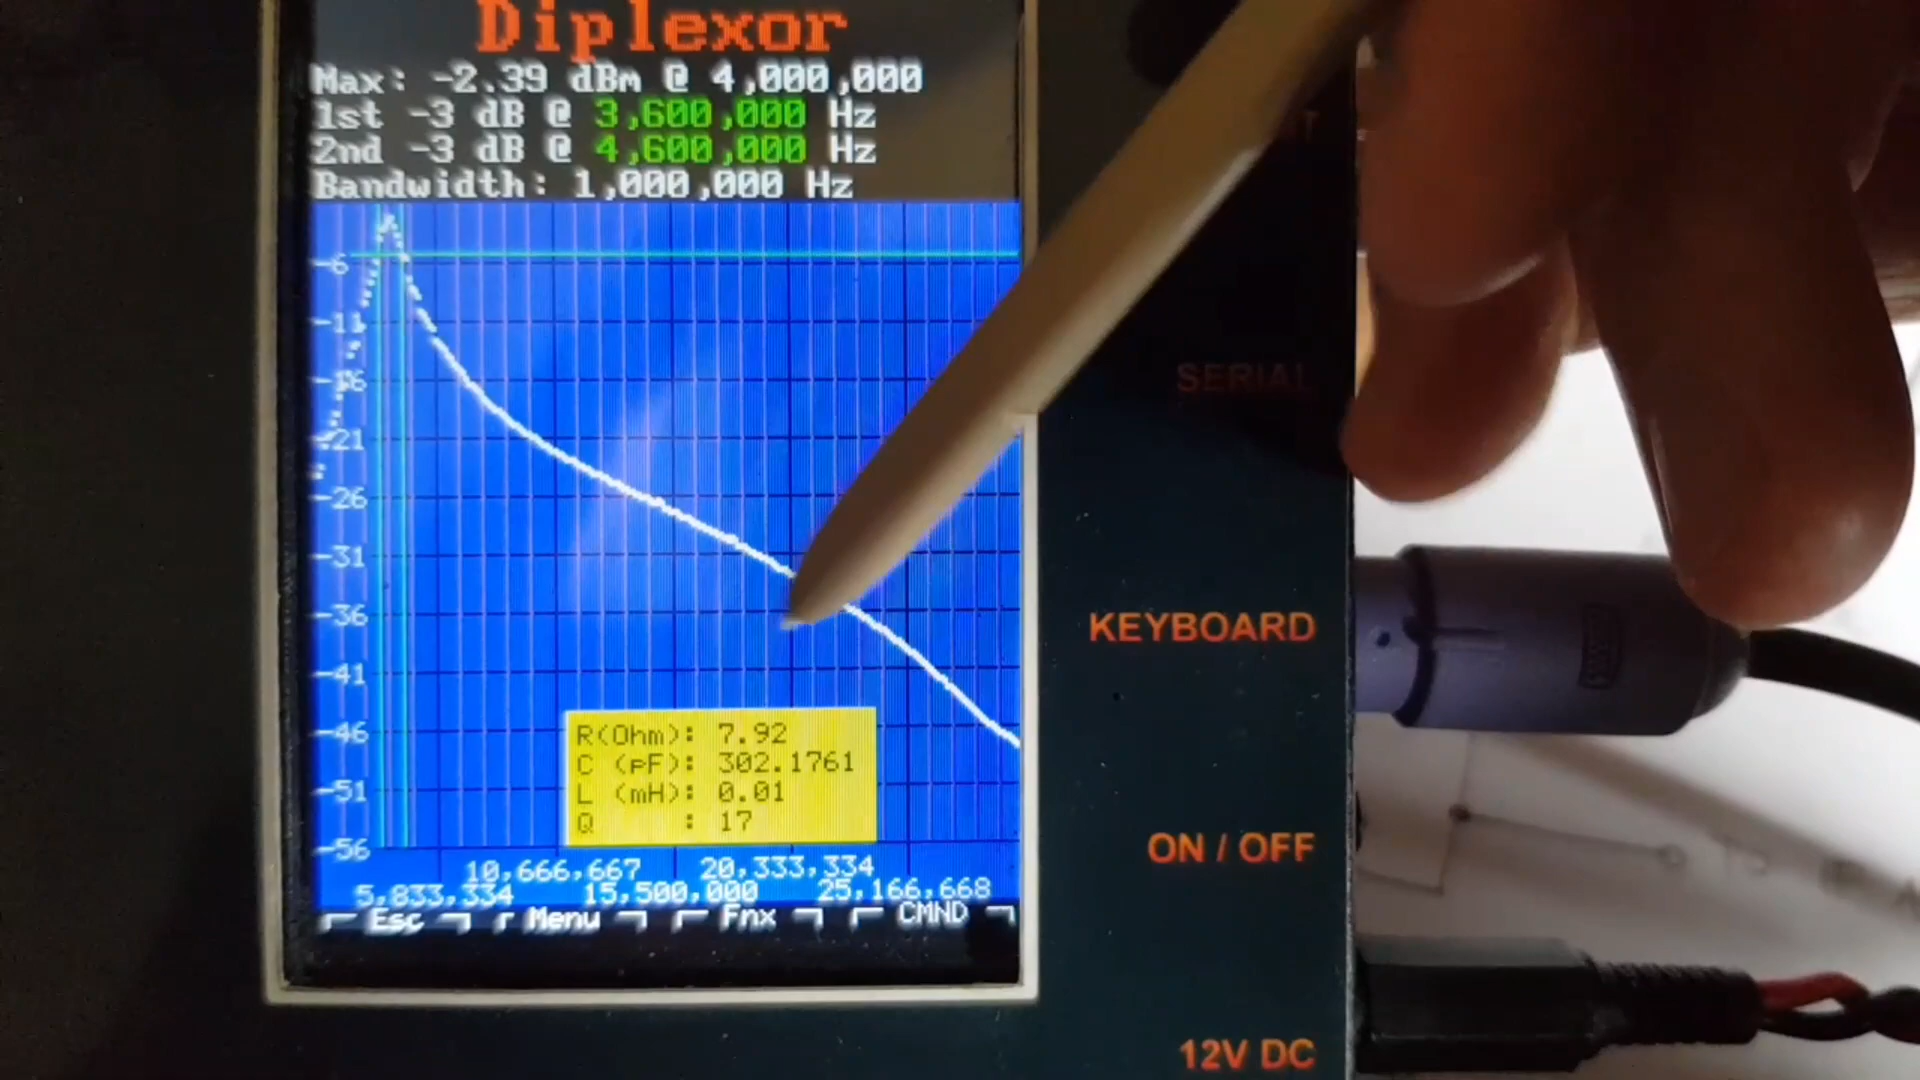 Diplexor
Max: -2.39 dBm @ 4,000,000
1st -3 dB @ 3,600,000 Hz
2nd -3 dB @ 4,600,000 Hz
Bandwidth: 1,000,000 Hz
-6
-11
-16
-21
-26
-31
-36
-41
-46
-51
-56
R(Ohm): 7.92
C (pF): 302.1761
L (mH): 0.01
Q : 17
10,666,667 20,333,334
5,833,334 15,500,000 25,166,668
Esc Menu Fnx CMND
SERIAL
KEYBOARD
ON / OFF
12V DC